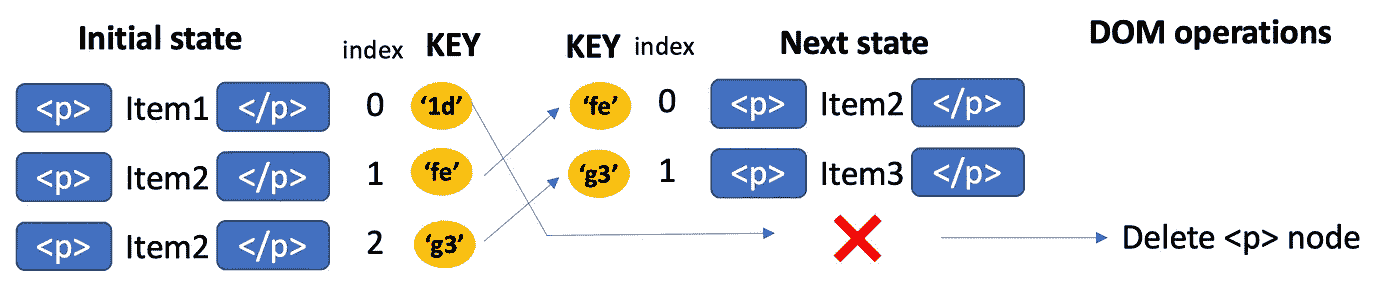 Initial state index KEY KEY index Next state DOM operations
<p> Item1 </p> 0 ‘1d’ ‘fe’ 0 <p> Item2 </p>
<p> Item2 </p> 1 ‘fe’ ‘g3’ 1 <p> Item3 </p>
<p> Item2 </p> 2 ‘g3’ Delete <p> node